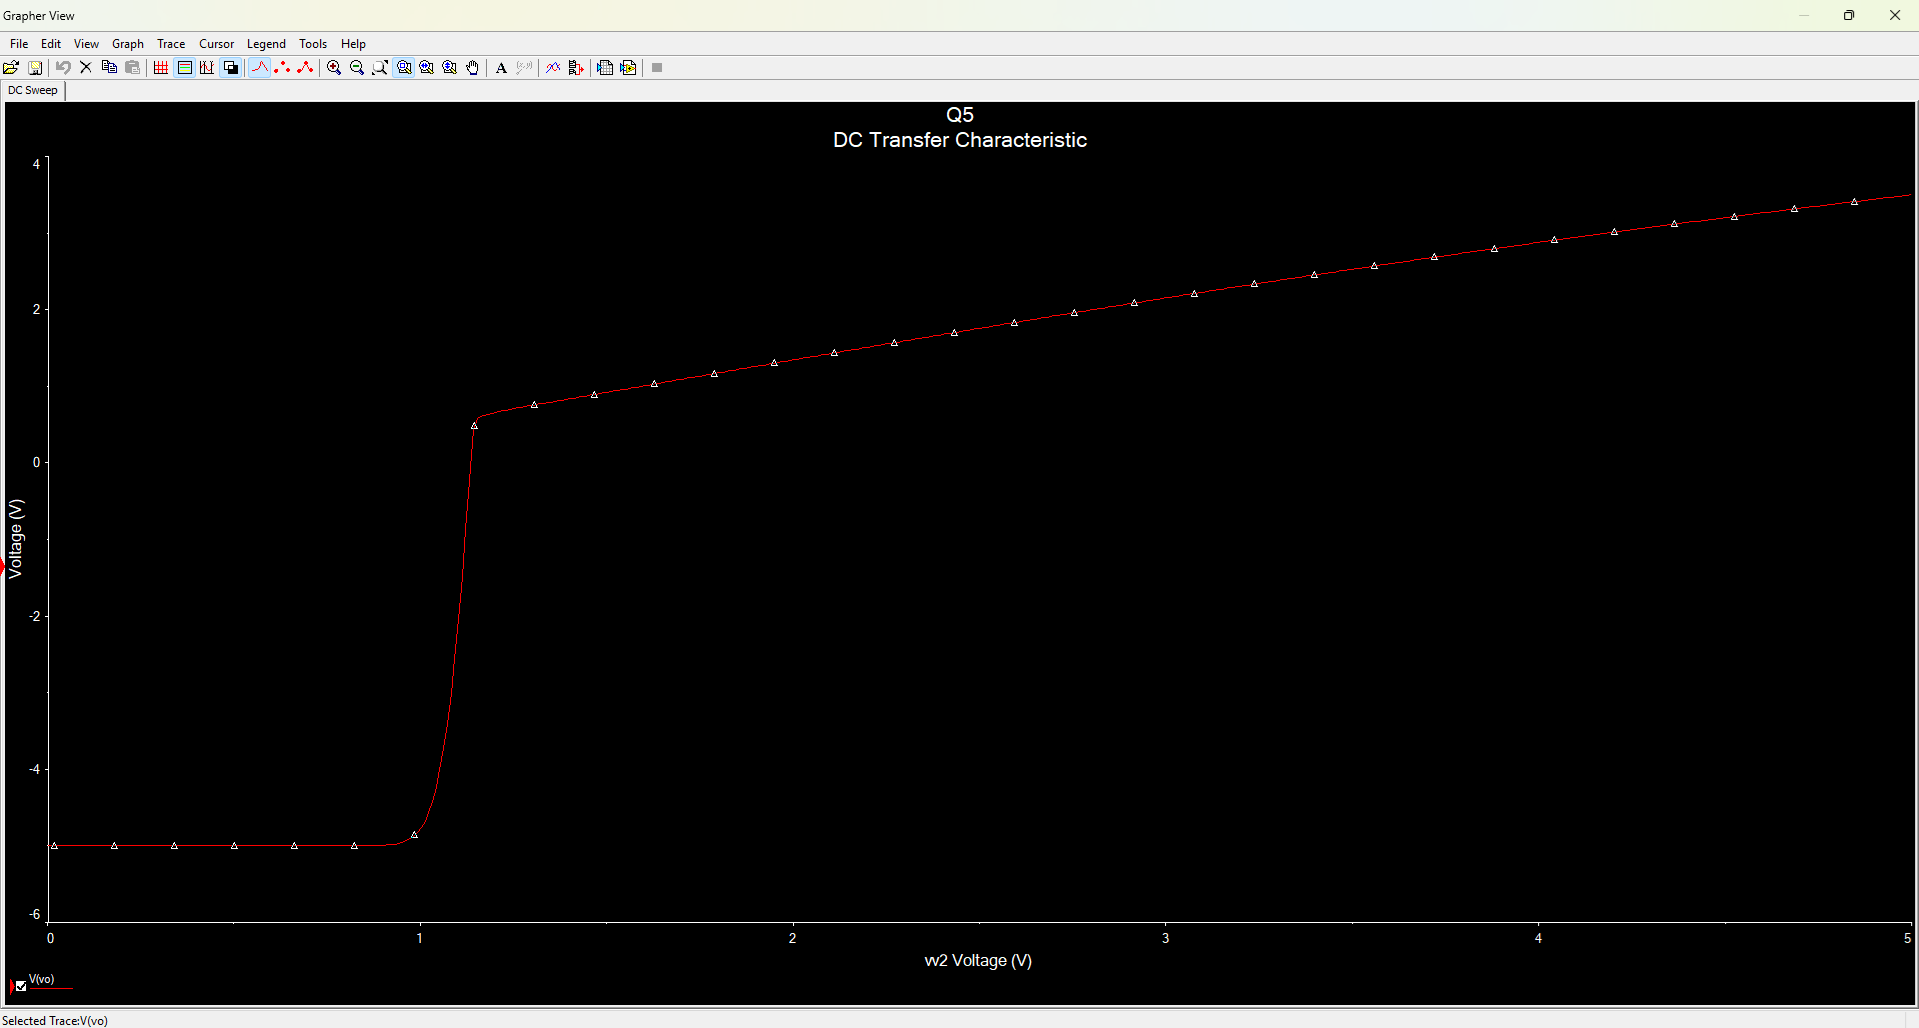 Grapher View
File Edit View Graph Trace Cursor Legend Tools Help
A
DC Sweep
Q5
DC Transfer Characteristic
4
2
0
-2
-4
-6
Voltage (V)
0 1 2 3 4 5
vv2 Voltage (V)
V(vo)
Selected Trace:V(vo)